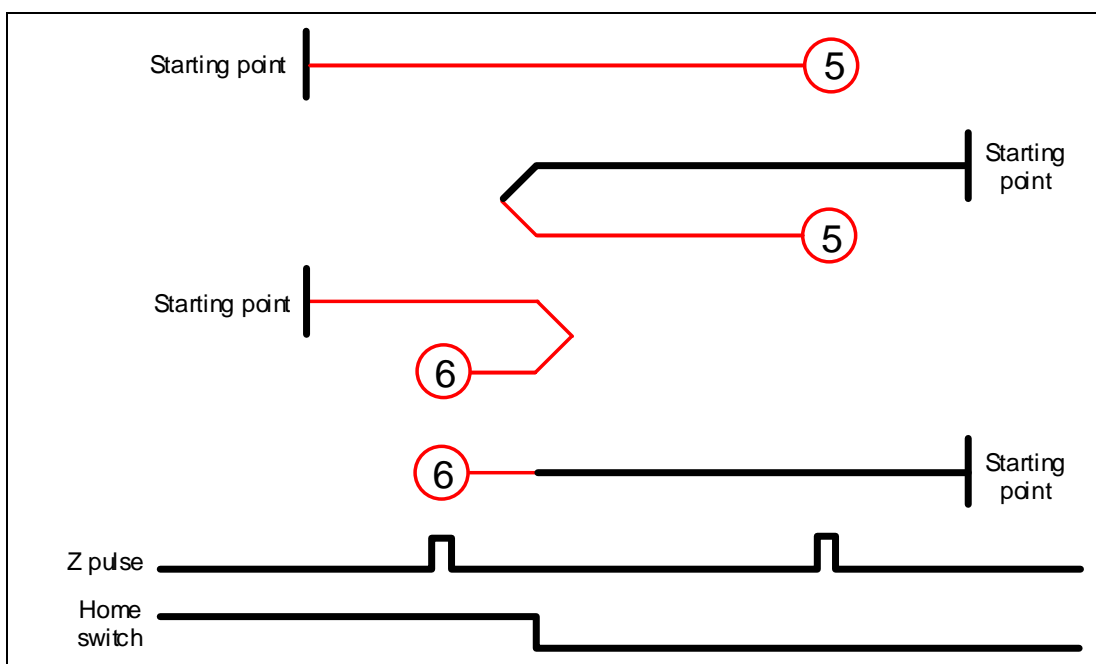 Starting point
5
Starting
point
5
Starting point
6
6
Starting
point
Z pulse
Home
switch